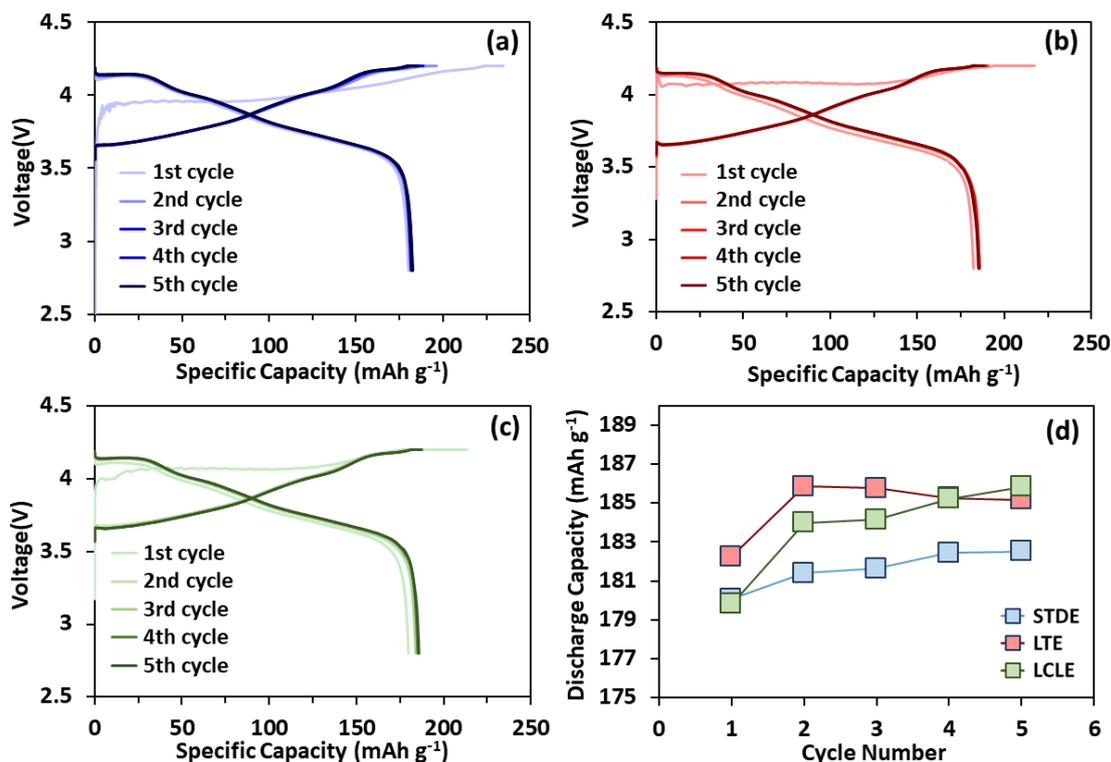 (a)
4.5
4
3.5
3
2.5
Voltage(V)
1st cycle
2nd cycle
3rd cycle
4th cycle
5th cycle
0 50 100 150 200 250
Specific Capacity (mAh g⁻¹)
(b)
4.5
4
3.5
3
2.5
Voltage(V)
1st cycle
2nd cycle
3rd cycle
4th cycle
5th cycle
0 50 100 150 200 250
Specific Capacity (mAh g⁻¹)
(c)
4.5
4
3.5
3
2.5
Voltage(V)
1st cycle
2nd cycle
3rd cycle
4th cycle
5th cycle
0 50 100 150 200 250
Specific Capacity (mAh g⁻¹)
(d)
189
187
185
183
181
179
177
175
Discharge Capacity (mAh g⁻¹)
STDE
LTE
LCLE
0 1 2 3 4 5 6
Cycle Number